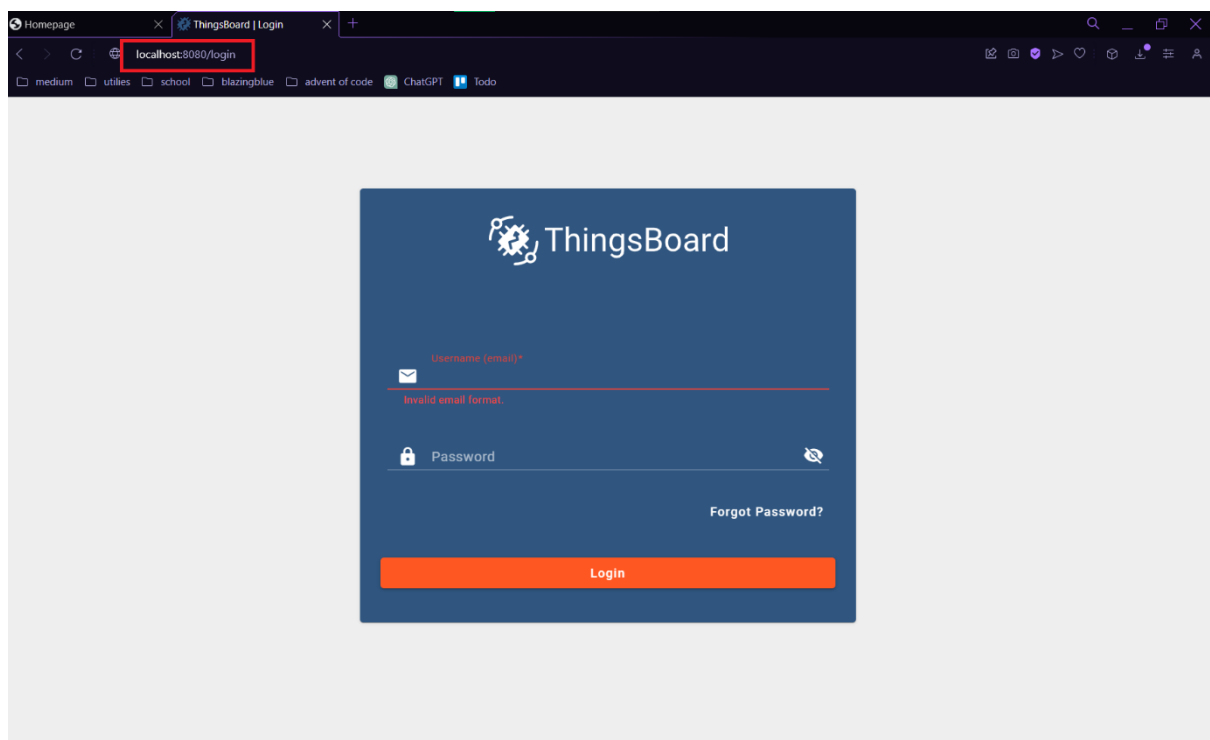 Homepage
ThingsBoard | Login
localhost:8080/login
medium utilies school blazingblue advent of code ChatGPT Todo
ThingsBoard
Username (email)*
Invalid email format.
Password
Forgot Password?
Login